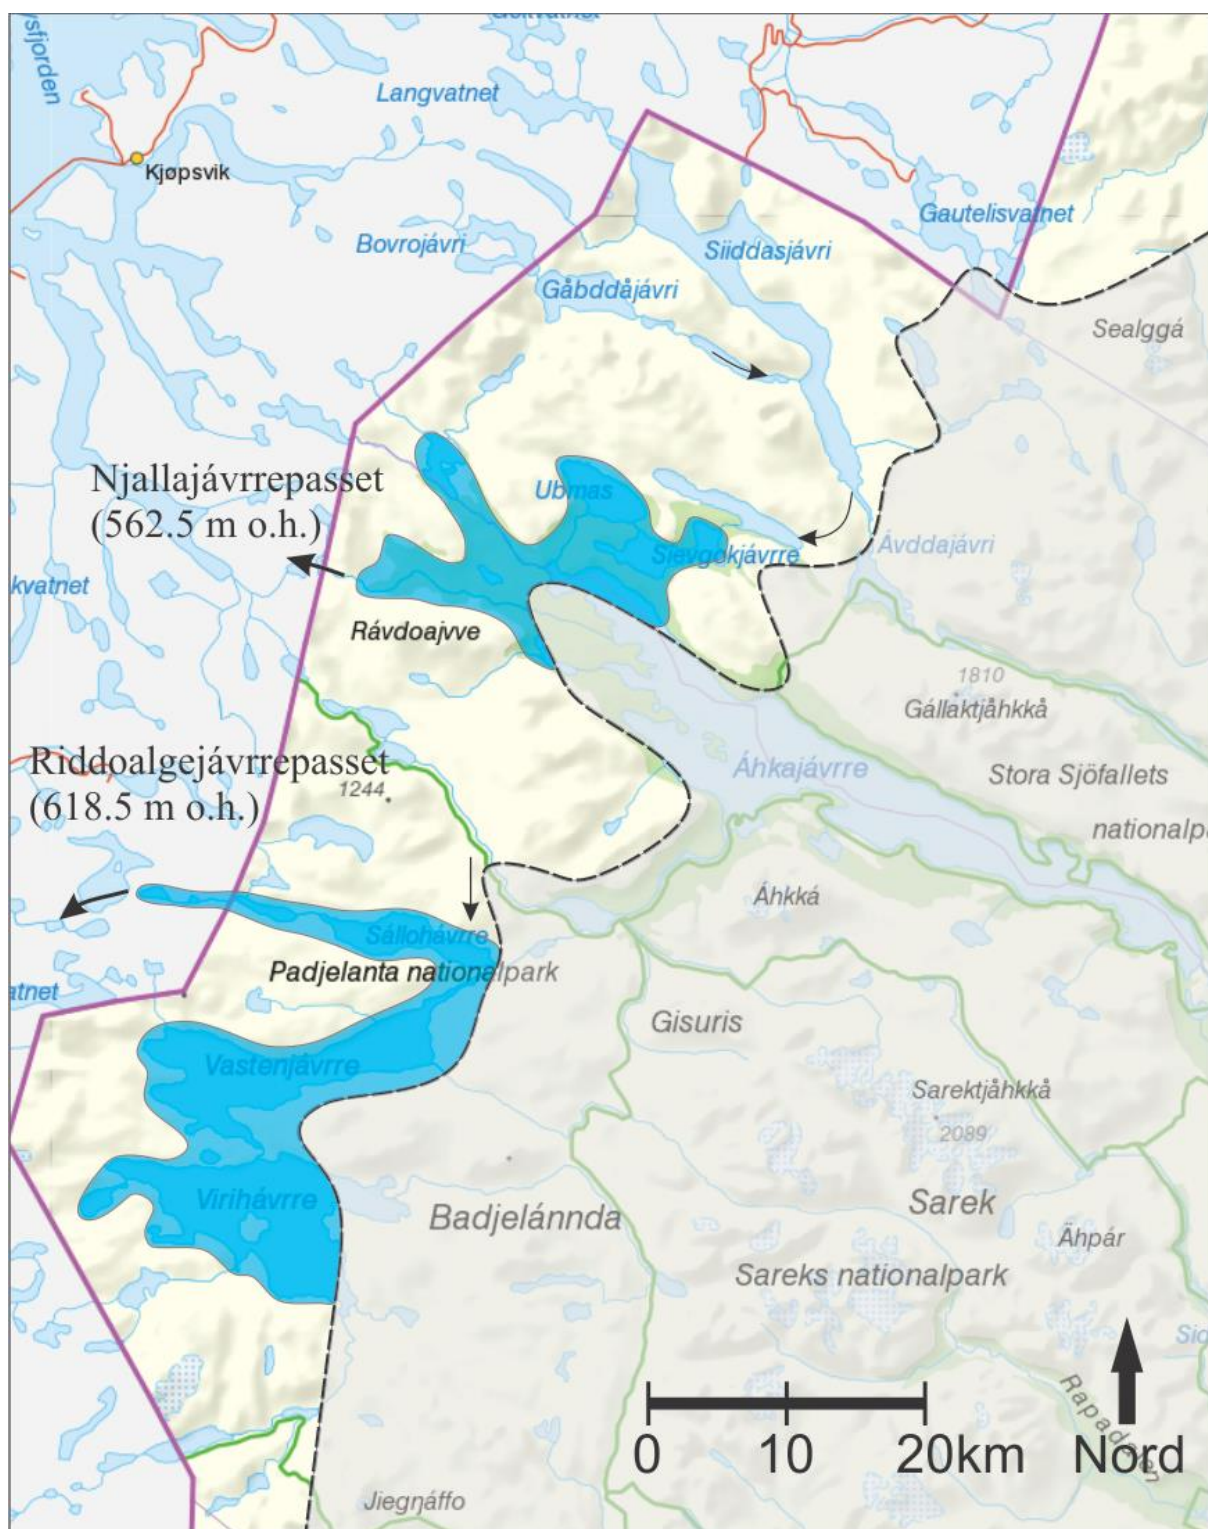 Langvatnet
Kjøpsvik
Gautelisvatnet
Bovrojávri
Siiddasjávri
Gåbddåjávri
Sealggá
Njallajávrrepasset
(562.5 m o.h.)
Ubmas
Sievgokjávrre
Ávddajávri
kvatnet
Rávdoajvve
1810
Gállaktjåhkkå
Riddoalgejávrrepasset
(618.5 m o.h.)
Áhkajávrre
Stora Sjöfallets
nationalpa
1244
Áhkká
Sállohávrre
Padjelanta nationalpark
atnet
Gisuris
Vastenjávrre
Sarektjåhkkå
2089
Virihávrre
Badjelánnda
Sarek
Ähpár
Sareks nationalpark
Rapadalen
0 10 20km Nord
Jiegnáffo